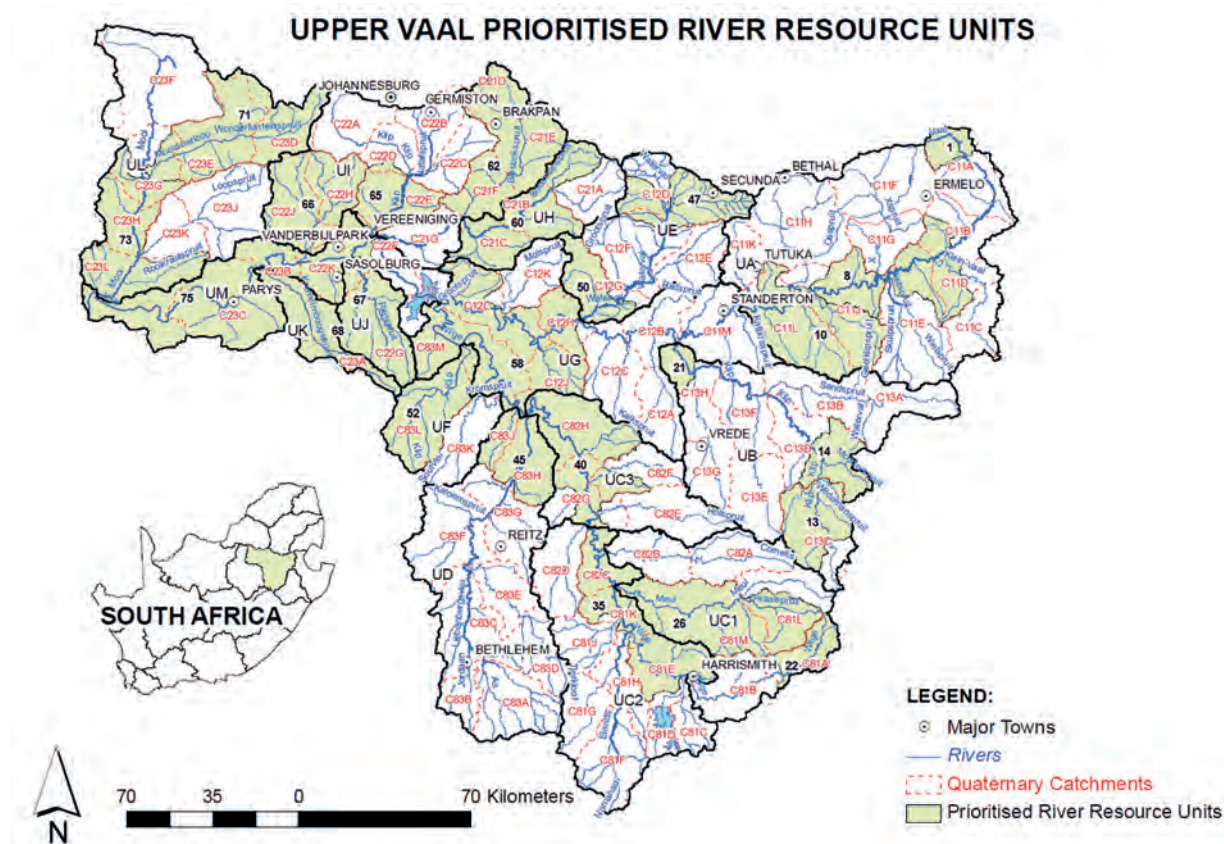 UPPER VAAL PRIORITISED RIVER RESOURCE UNITS
C23F
JOHANNESBURG
C21D
GERMISTON
BRAKPAN
71
Wonderfonteinspruit
C23D
Mooi
C23E
C23G
Loopspruit
C23J
C23H
C23K
73
C23L
Mooi
C22A
Klip
C22B
C22D
Klip
C22C
UI
C22H
65
66
C22J
C22E
62
C21E
C21F
C21B
C21A
60
UH
C21C
C21G
VEREENIGING
VANDERBIJLPARK
C22F
C22K
C23B
SASOLBURG
75
UM
PARYS
C23C
UK
68
67
UJ
C22G
C23A
C83M
C12D
47
SECUNDA
BETHAL
UE
C12F
C12E
50
C12G
C12K
C12L
C12H
58
UG
C12J
C12B
C12C
C12A
C11M
STANDERTON
C11K
UA
TUTUKA
C11H
C11F
C11G
ERMELO
1
C11A
C11B
Klein-Vaal
C11D
8
C11J
C11L
10
C11E
C11C
21
C13H
C13F
Klip
Sandspruit
C13B
C13A
VREDE
UB
C13D
14
C13G
C13E
13
C13C
52
UF
C83L
Klip
C83K
C83J
45
C83H
C82H
40
UC3
C82G
C82F
C82E
C83G
REITZ
C83F
UD
C83E
C83C
BETHLEHEM
C83D
C83B
C83A
C82D
C82C
35
C82B
C82A
Cornelis
Meul
C81K
26
UC1
C81L
C81M
22
C81A
C81J
C81E
HARRISMITH
C81H
C81B
UC2
C81G
C81D
C81C
C81F
SOUTH AFRICA
LEGEND:
Major Towns
Rivers
Quaternary Catchments
Prioritised River Resource Units
70 35 0 70 Kilometers
N